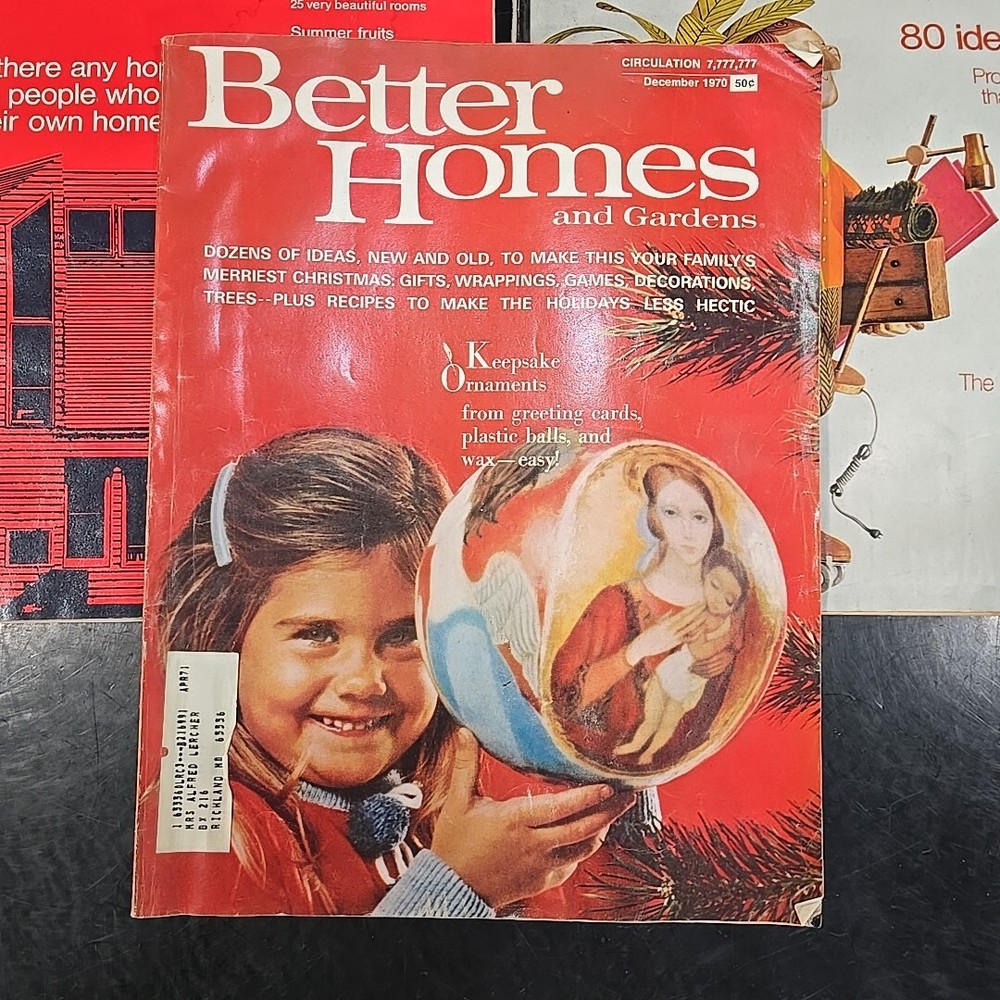 25 very beautiful rooms
Summer fruits
there any ho
people who
eir own home
80 ide
Pro
tha
The
CIRCULATION 7,777,777
December 1970 50¢
Better
Homes
and Gardens
DOZENS OF IDEAS, NEW AND OLD, TO MAKE THIS YOUR FAMILY'S
MERRIEST CHRISTMAS: GIFTS, WRAPPINGS, GAMES, DECORATIONS,
TREES--PLUS RECIPES TO MAKE THE HOLIDAYS LESS HECTIC
Keepsake
Ornaments
from greeting cards,
plastic balls, and
wax—easy!
APR71
MRS ALFRED LERCHER
BX 216
RICHLAND MO 65556